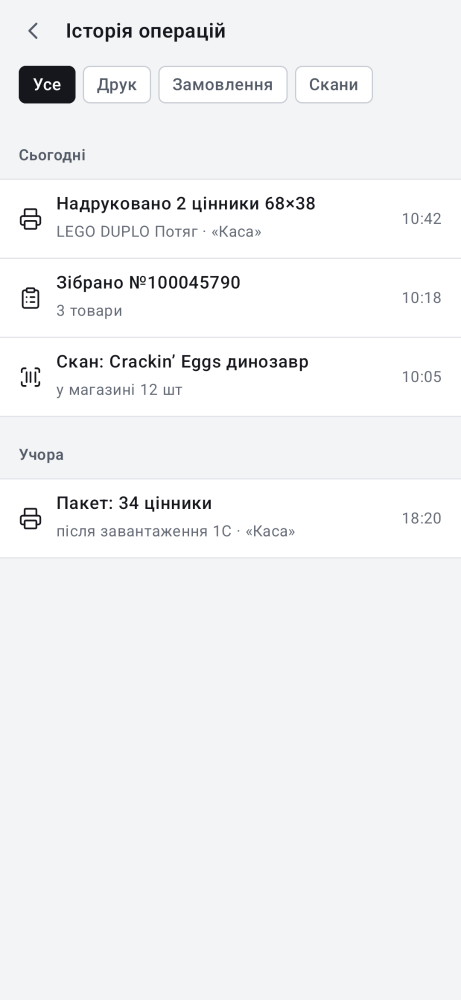 Історія операцій
Усе
Друк
Замовлення
Скани
Сьогодні
Надруковано 2 цінники 68×38
LEGO DUPLO Потяг · «Каса»
10:42
Зібрано №100045790
3 товари
10:18
Скан: Crackin’ Eggs динозавр
у магазині 12 шт
10:05
Учора
Пакет: 34 цінники
після завантаження 1С · «Каса»
18:20